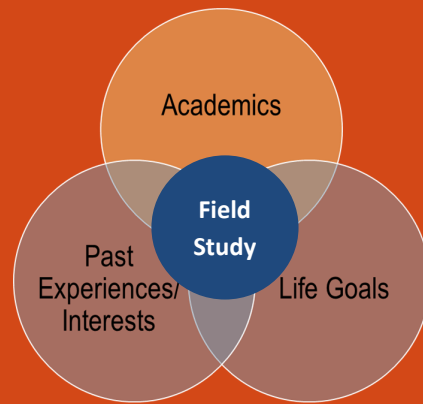 Academics
Field
Study
Past
Experiences/
Interests
Life Goals